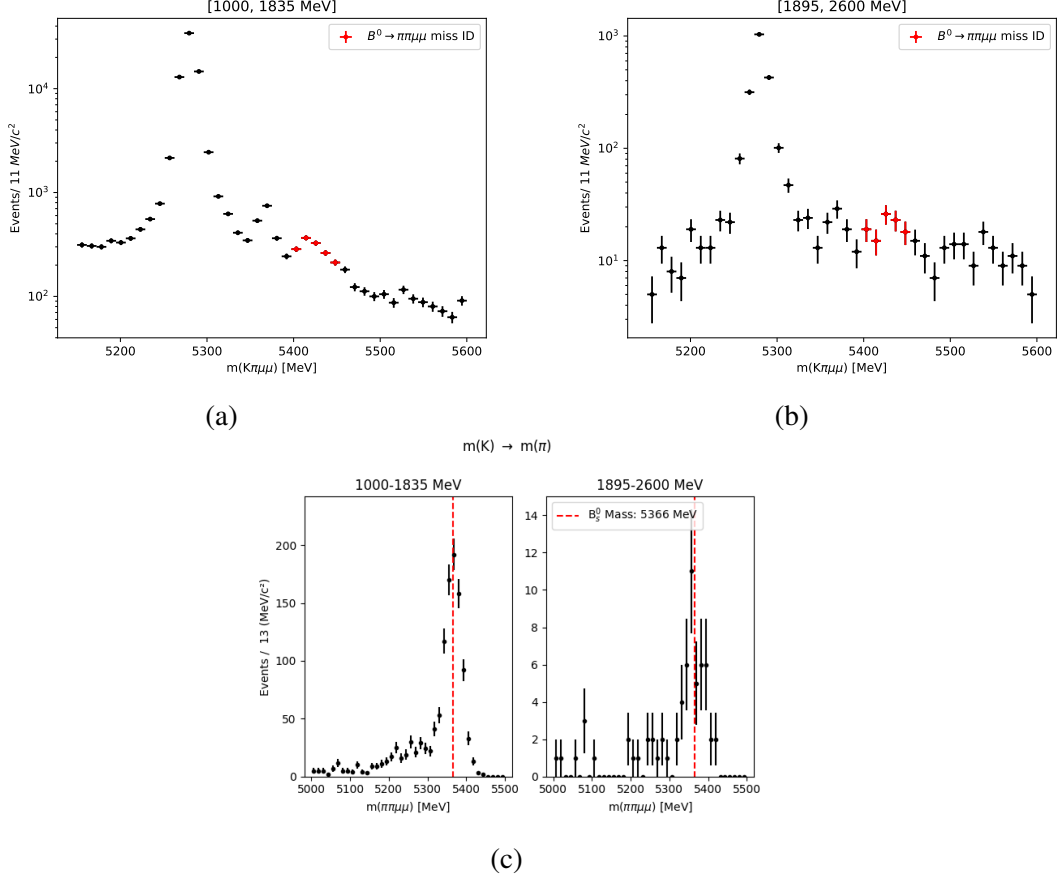 [1000, 1835 MeV]
B⁰ → ππμμ miss ID
Events/ 11 MeV/c²
10⁴
10³
10²
5200 5300 5400 5500 5600
m(Kπμμ) [MeV]
(a)
[1895, 2600 MeV]
B⁰ → ππμμ miss ID
Events/ 11 MeV/c²
10³
10²
10¹
5200 5300 5400 5500 5600
m(Kπμμ) [MeV]
(b)
m(K) → m(π)
1000-1835 MeV
Events / 13 (MeV/c²)
200
150
100
50
0
5000 5100 5200 5300 5400 5500
m(ππμμ) [MeV]
1895-2600 MeV
B⁰ₛ Mass: 5366 MeV
14
12
10
8
6
4
2
0
5000 5100 5200 5300 5400 5500
m(ππμμ) [MeV]
(c)